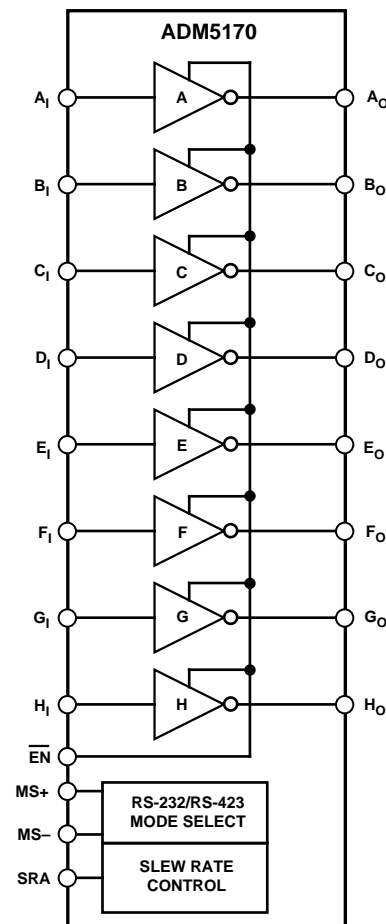 ADM5170
A_I A A_O
B_I B B_O
C_I C C_O
D_I D D_O
E_I E E_O
F_I F F_O
G_I G G_O
H_I H H_O
EN
MS+
RS-232/RS-423
MODE SELECT
MS–
SRA
SLEW RATE
CONTROL